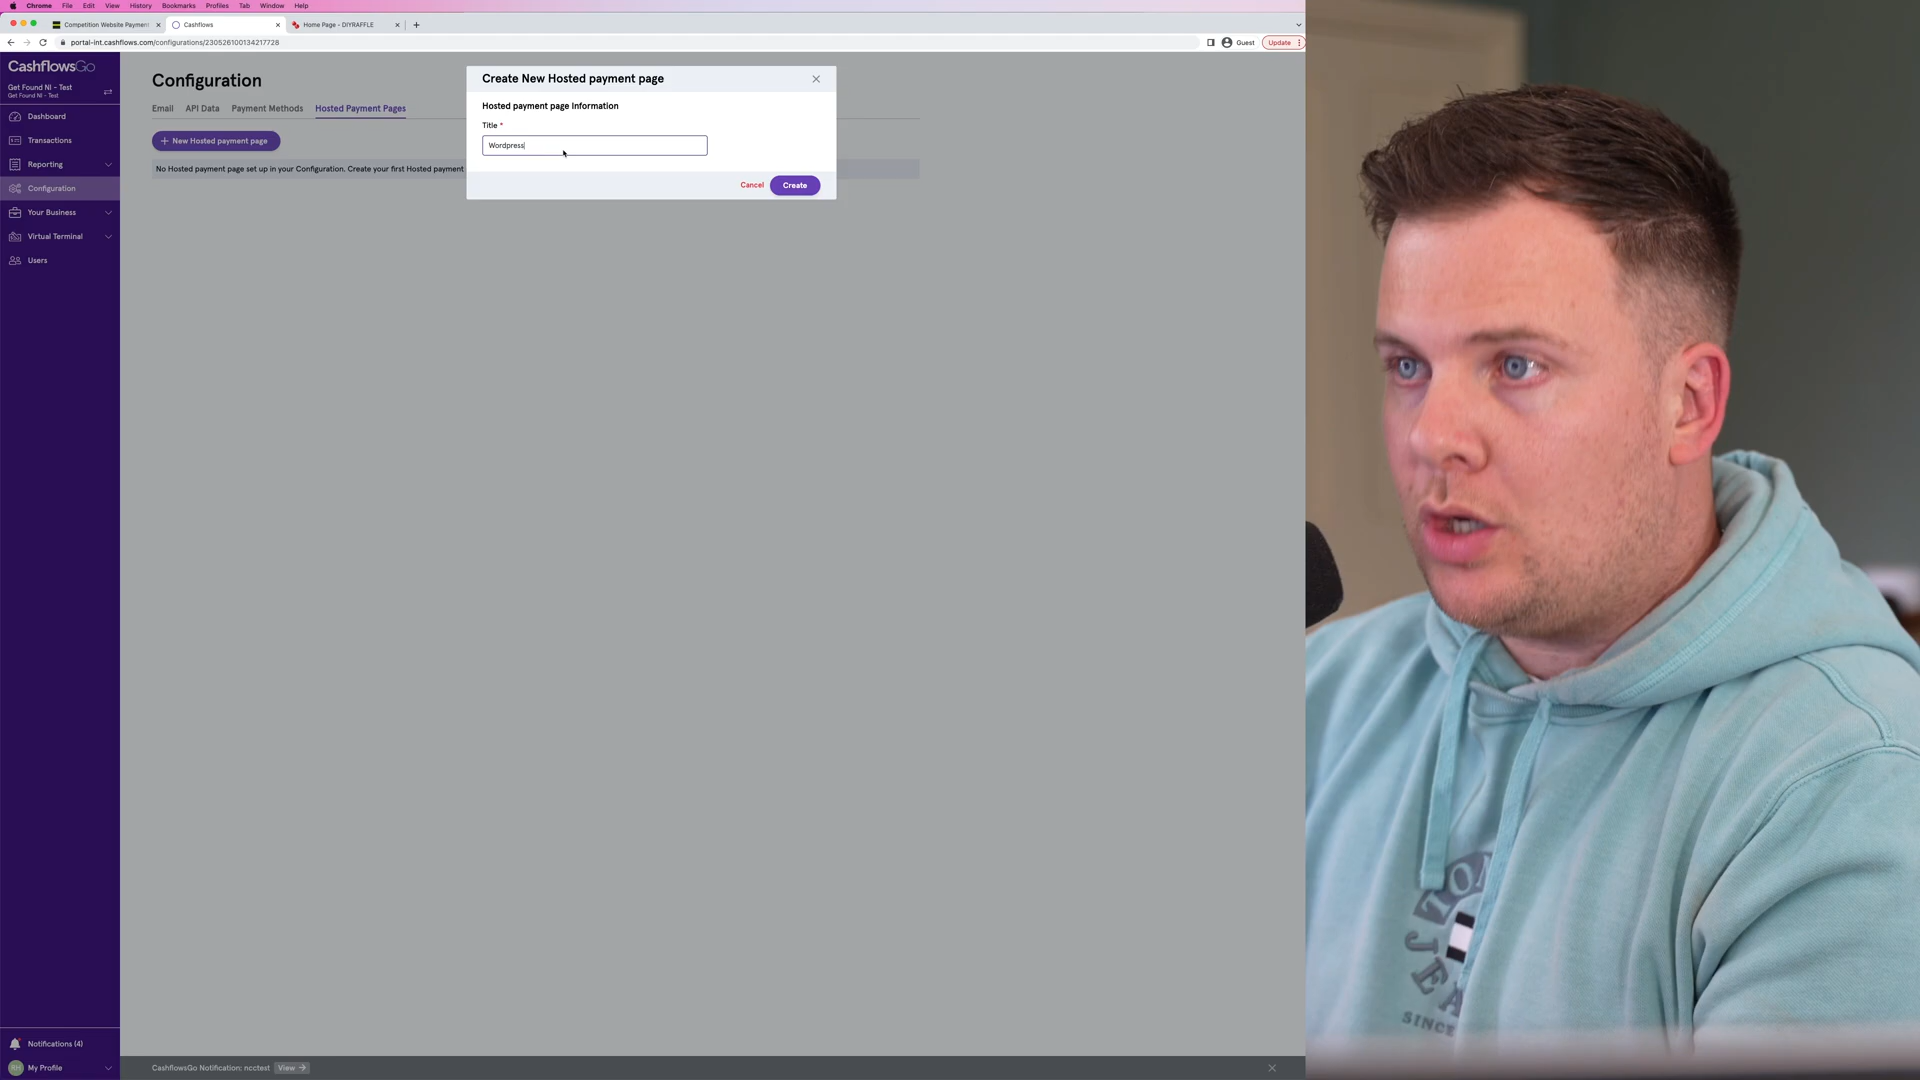 Chrome File Edit View History Bookmarks Profiles Tab Window Help
Competition Website Payment
Cashflows
Home Page - DIYRAFFLE
portal-int.cashflows.com/configurations/230526100134217728
Guest
Update
CashflowsGo
Get Found NI - Test
Get Found NI - Test
Dashboard
Transactions
Reporting
Configuration
Your Business
Virtual Terminal
Users
Notifications (4)
RH
My Profile
Configuration
Email API Data Payment Methods Hosted Payment Pages
New Hosted payment page
No Hosted payment page set up in your Configuration. Create your first Hosted payment
Create New Hosted payment page
Hosted payment page Information
Title *
Wordpress
Cancel Create
CashflowsGo Notification: ncctest View
JEA
SINCE